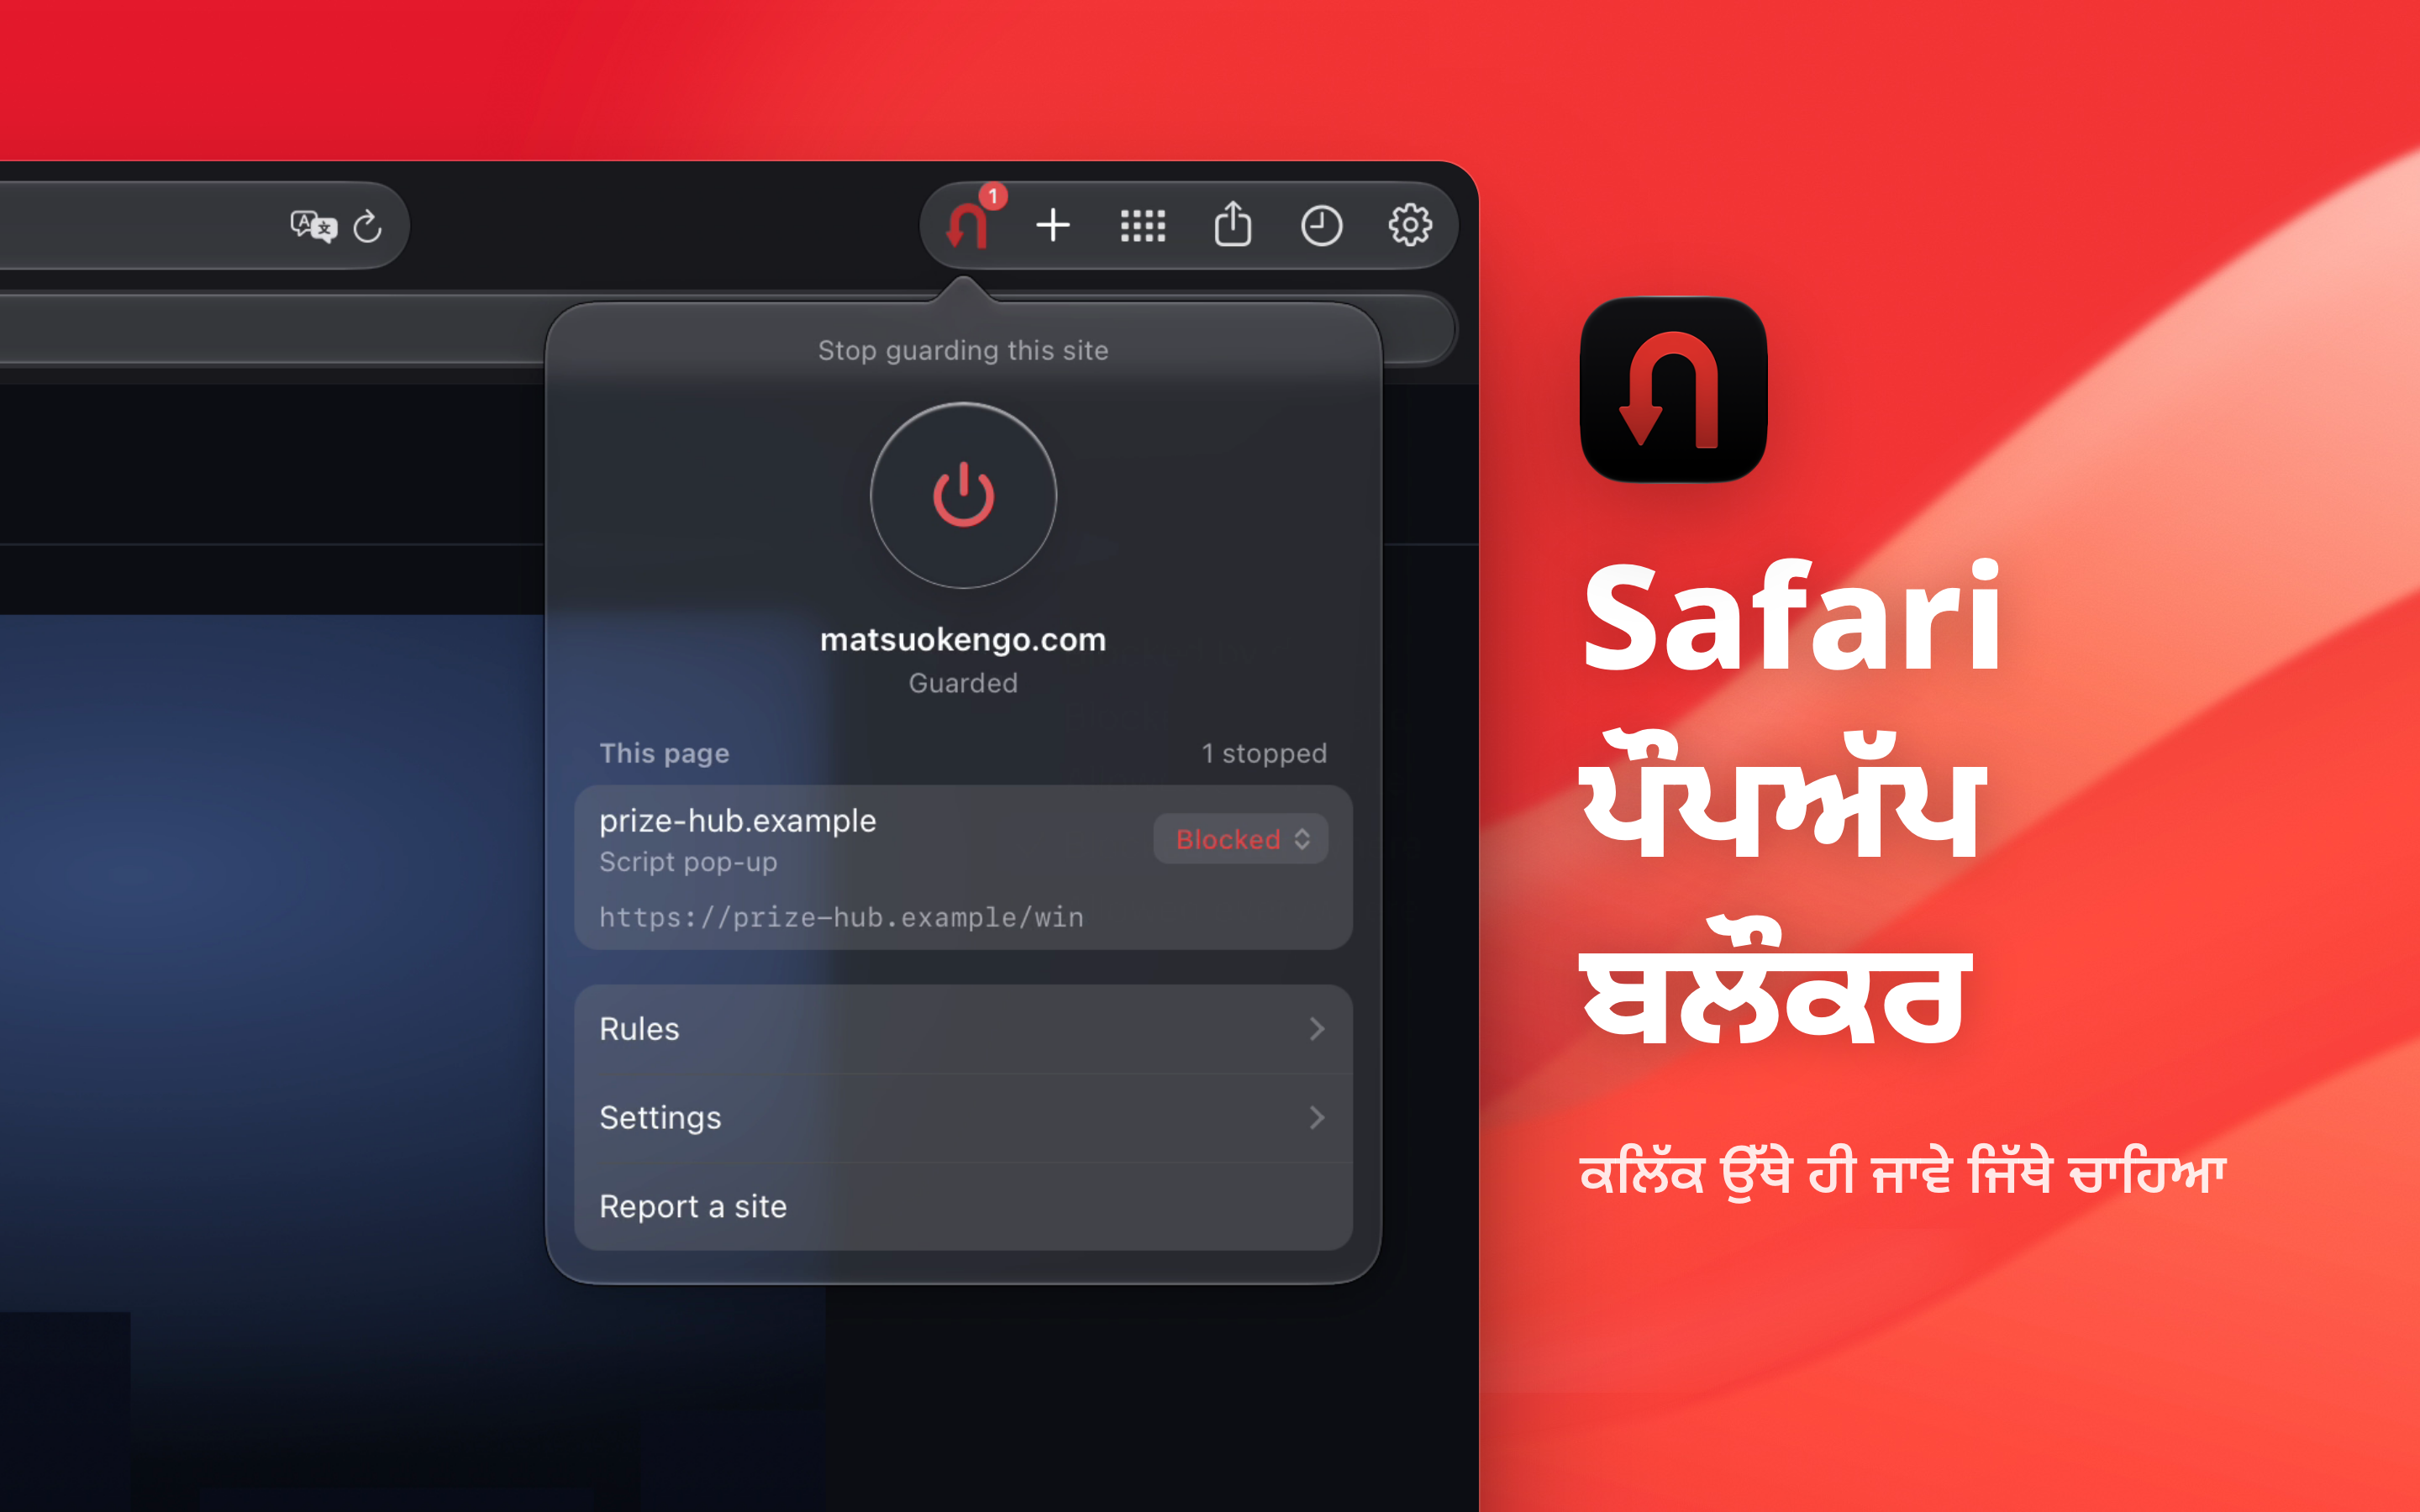 1
Stop guarding this site
matsuokengo.com
Guarded
This page
1 stopped
prize-hub.example
Blocked
Script pop-up
https://prize-hub.example/win
Rules
Settings
Report a site
Safari
ਪੌਪਅੱਪ
ਬਲੌਕਰ
ਕਲਿੱਕ ਉੱਥੇ ਹੀ ਜਾਵੇ ਜਿੱਥੇ ਚਾਹਿਆ